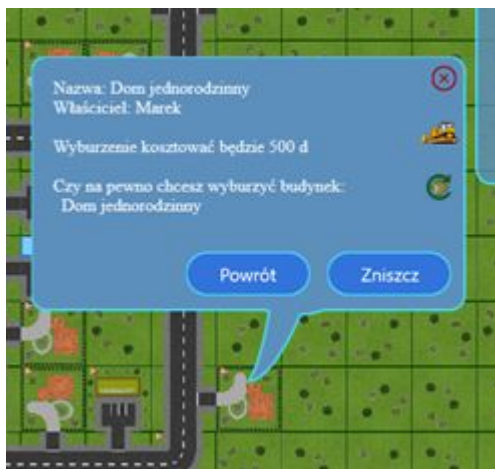 Nazwa: Dom jednorodzinny
Właściciel: Marek
Wyburzenie kosztować będzie 500 d
Czy na pewno chcesz wyburzyć budynek:
Dom jednorodzinny
Powrót
Zniszcz